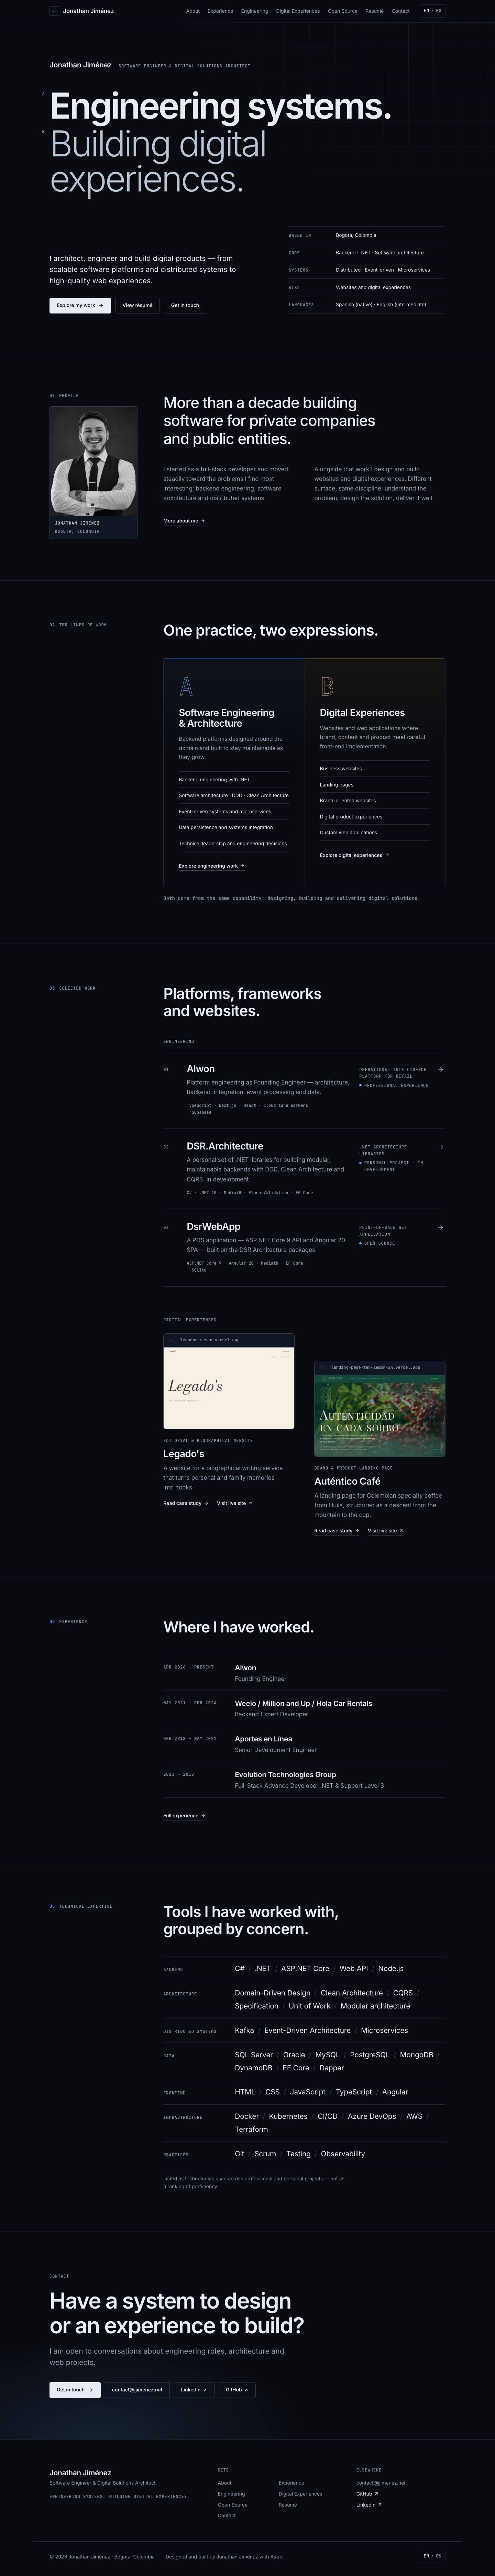 JJ Jonathan Jiménez
About Experience Engineering Digital Experiences Open Source Résumé Contact EN / ES
Jonathan Jiménez SOFTWARE ENGINEER & DIGITAL SOLUTIONS ARCHITECT
A
Engineering systems.
B
Building digital
experiences.
I architect, engineer and build digital products — from
scalable software platforms and distributed systems to
high-quality web experiences.
Explore my work →
View résumé
Get in touch
BASED IN Bogotá, Colombia
CORE Backend · .NET · Software architecture
SYSTEMS Distributed · Event-driven · Microservices
ALSO Websites and digital experiences
LANGUAGES Spanish (native) · English (intermediate)
01 PROFILE
JONATHAN JIMÉNEZ
BOGOTÁ, COLOMBIA
More than a decade building
software for private companies
and public entities.
I started as a full-stack developer and moved
steadily toward the problems I find most
interesting: backend engineering, software
architecture and distributed systems.
Alongside that work I design and build
websites and digital experiences. Different
surface, same discipline: understand the
problem, design the solution, deliver it well.
More about me →
02 TWO LINES OF WORK
One practice, two expressions.
A
Software Engineering
& Architecture
Backend platforms designed around the
domain and built to stay maintainable as
they grow.
Backend engineering with .NET
Software architecture · DDD · Clean Architecture
Event-driven systems and microservices
Data persistence and systems integration
Technical leadership and engineering decisions
Explore engineering work →
B
Digital Experiences
Websites and web applications where
brand, content and product meet careful
front-end implementation.
Business websites
Landing pages
Brand-oriented websites
Digital product experiences
Custom web applications
Explore digital experiences →
Both come from the same capability: designing, building and delivering digital solutions.
03 SELECTED WORK
Platforms, frameworks
and websites.
ENGINEERING
01 Alwon
Platform engineering as Founding Engineer — architecture,
backend, integration, event processing and data.
TypeScript · Next.js · React · Cloudflare Workers
· Supabase
OPERATIONAL INTELLIGENCE
PLATFORM FOR RETAIL
PROFESSIONAL EXPERIENCE
→
02 DSR.Architecture
A personal set of .NET libraries for building modular,
maintainable backends with DDD, Clean Architecture and
CQRS. In development.
C# · .NET 10 · MediatR · FluentValidation · EF Core
.NET ARCHITECTURE
LIBRARIES
PERSONAL PROJECT · IN
DEVELOPMENT
→
03 DsrWebApp
A POS application — ASP.NET Core 9 API and Angular 20
SPA — built on the DSR.Architecture packages.
ASP.NET Core 9 · Angular 20 · MediatR · EF Core
· SQLite
POINT-OF-SALE WEB
APPLICATION
OPEN SOURCE
→
DIGITAL EXPERIENCES
legados-seven.vercel.app
Legado's
EDITORIAL & BIOGRAPHICAL WEBSITE
Legado's
A website for a biographical writing service
that turns personal and family memories
into books.
Read case study → Visit live site ↗
landing-page-ten-lemon-24.vercel.app
AUTENTICIDAD
EN CADA SORBO
BRAND & PRODUCT LANDING PAGE
Auténtico Café
A landing page for Colombian specialty coffee
from Huila, structured as a descent from the
mountain to the cup.
Read case study → Visit live site ↗
04 EXPERIENCE
Where I have worked.
APR 2026 – PRESENT Alwon
Founding Engineer
MAY 2021 – FEB 2026 Weelo / Million and Up / Hola Car Rentals
Backend Expert Developer
SEP 2018 – MAY 2021 Aportes en Línea
Senior Development Engineer
2012 – 2018 Evolution Technologies Group
Full-Stack Advance Developer .NET & Support Level 3
Full experience →
05 TECHNICAL EXPERTISE
Tools I have worked with,
grouped by concern.
BACKEND C# / .NET / ASP.NET Core / Web API / Node.js
ARCHITECTURE Domain-Driven Design / Clean Architecture / CQRS /
Specification / Unit of Work / Modular architecture
DISTRIBUTED SYSTEMS Kafka / Event-Driven Architecture / Microservices
DATA SQL Server / Oracle / MySQL / PostgreSQL / MongoDB /
DynamoDB / EF Core / Dapper
FRONTEND HTML / CSS / JavaScript / TypeScript / Angular
INFRASTRUCTURE Docker / Kubernetes / CI/CD / Azure DevOps / AWS /
Terraform
PRACTICES Git / Scrum / Testing / Observability
Listed as technologies used across professional and personal projects — not as
a ranking of proficiency.
CONTACT
Have a system to design
or an experience to build?
I am open to conversations about engineering roles, architecture and
web projects.
Get in touch →
contact@jjimenez.net
LinkedIn ↗
GitHub ↗
Jonathan Jiménez
Software Engineer & Digital Solutions Architect
ENGINEERING SYSTEMS. BUILDING DIGITAL EXPERIENCES.
SITE
About Experience
Engineering Digital Experiences
Open Source Résumé
Contact
ELSEWHERE
contact@jjimenez.net
GitHub ↗
LinkedIn ↗
© 2026 Jonathan Jiménez · Bogotá, Colombia Designed and built by Jonathan Jiménez with Astro.
EN / ES